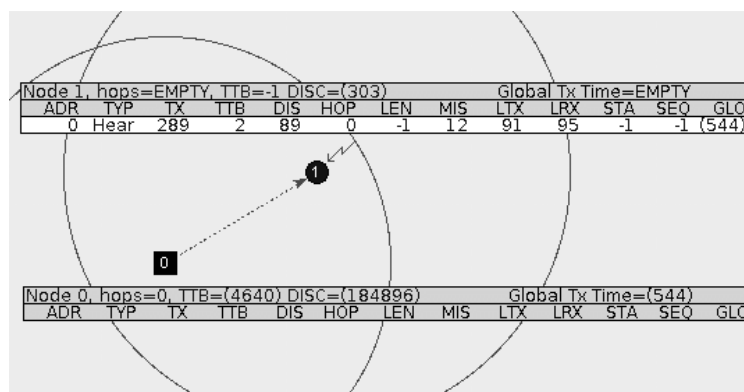 Node 1, hops=EMPTY, TTB=-1 DISC=(303) Global Tx Time=EMPTY
ADR TYP TX TTB DIS HOP LEN MIS LTX LRX STA SEQ GLO
0 Hear 289 2 89 0 -1 12 91 95 -1 -1 (544)
1
0
Node 0, hops=0, TTB=(4640) DISC=(184896) Global Tx Time=(544)
ADR TYP TX TTB DIS HOP LEN MIS LTX LRX STA SEQ GLO